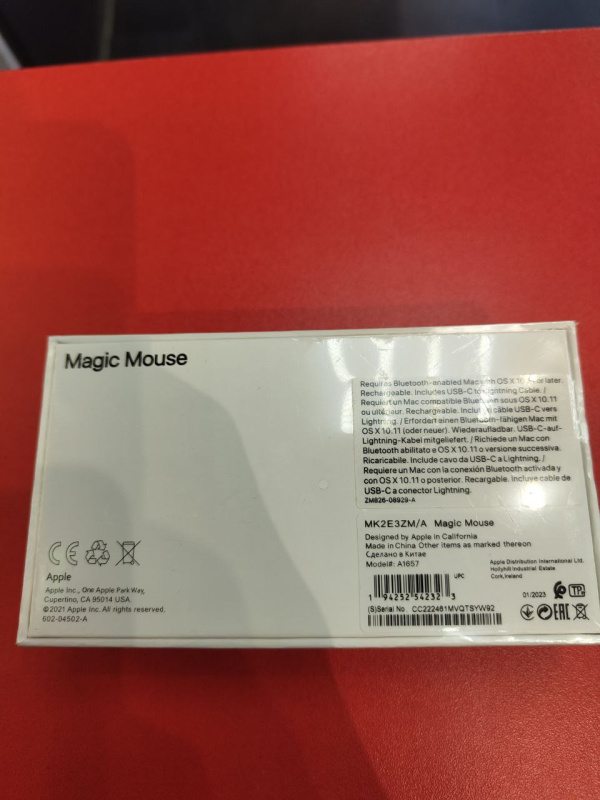 Magic Mouse
Requires Bluetooth-enabled Mac with OS X 10. or later.
Rechargeable. Includes USB-C to Lightning Cable. /
Requiert un Mac compatible Bluetooth sous OS X 10.11
ou ultérieur. Rechargeable. Inclut câble USB-C vers
Lightning. / Erfordert einen Bluetooth-fähigen Mac mit
OS X 10.11 (oder neuer). Wiederaufladbar. USB-C-auf-
Lightning-Kabel mitgeliefert. / Richiede un Mac con
Bluetooth abilitato e OS X 10.11 o versione successiva.
Ricaricabile. Include cavo da USB-C a Lightning. /
Requiere un Mac con la conexión Bluetooth activada y
con OS X 10.11 o posterior. Recargable. Incluye cable de
USB-C a conector Lightning.
ZM826-08929-A
MK2E3ZM/A Magic Mouse
Designed by Apple in California
Made in China Other items as marked thereon
Сделано в Китае
Model#: A1657
Apple Distribution International Ltd.
Hollyhill Industrial Estate
Cork, Ireland
UPC
1 94252 54232 3
01/2023
TP
(S)Serial No. CC222461MVQTSYW92
EAC
CE
Apple
Apple Inc., One Apple Park Way,
Cupertino, CA 95014 USA.
©2021 Apple Inc. All rights reserved.
602-04502-A